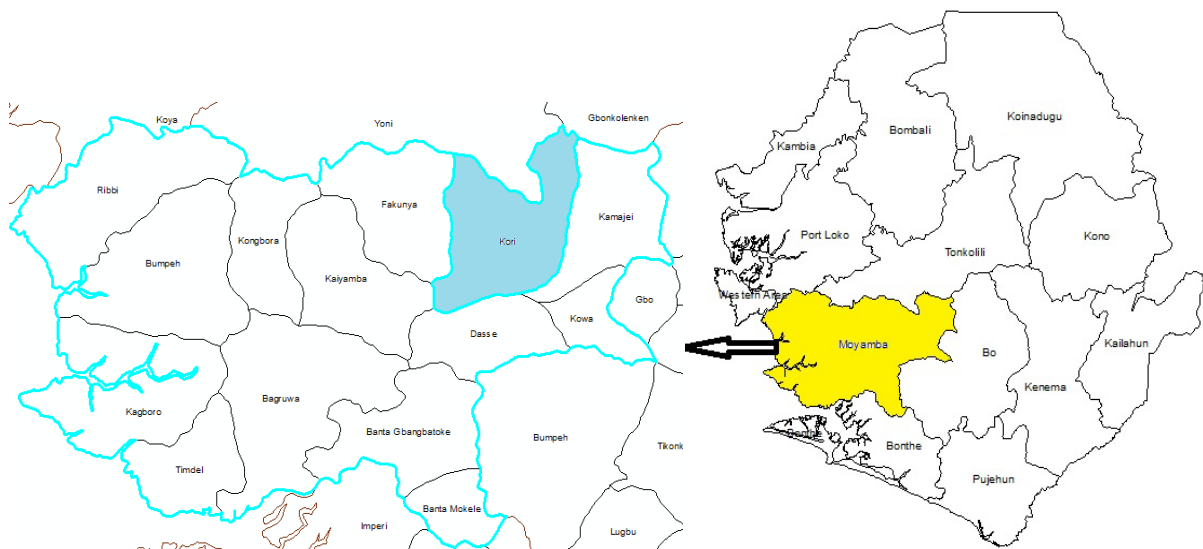 Koya
Yoni
Gbonkolenken
Ribbi
Fakunya
Kamajei
Kongbora
Kori
Bumpeh
Kaiyamba
Gbo
Dasse
Kowa
Kagboro
Bagruwa
Banta Gbangbatoke
Bumpeh
Tikonk
Timdel
Banta Mokele
Imperi
Lugbu
Koinadugu
Bombali
Kambia
Port Loko
Kono
Tonkolili
Western Area
Moyamba
Bo
Kailahun
Kenema
Bonthe
Bonthe
Pujehun